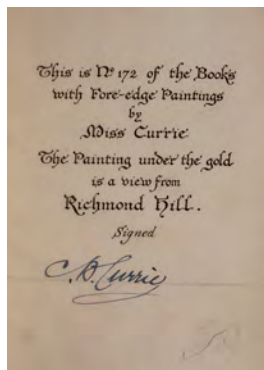 This is Nº 172 of the Books
with Fore-edge Paintings
by
Miss Currie
The Painting under the gold
is a view from
Richmond Hill.
Signed
C.B. Currie